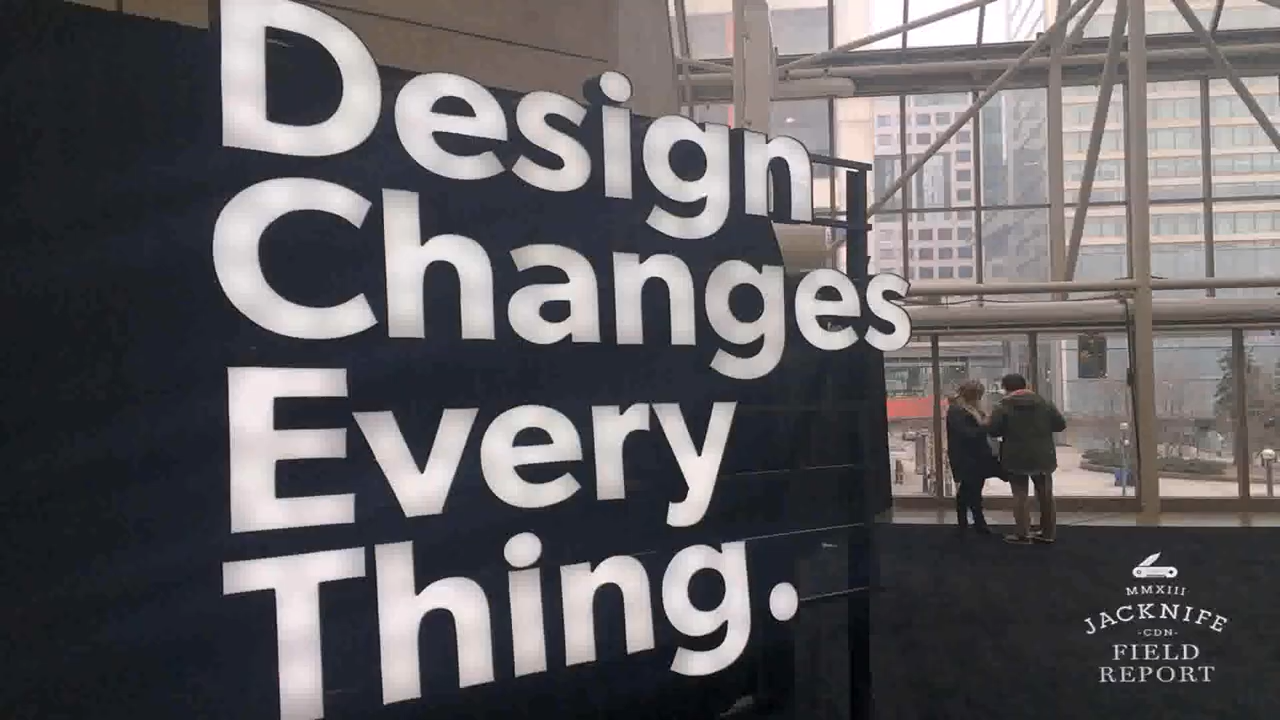 Design
Changes
Every
Thing.
MMXIII
JACKNIFE
-CDN-
FIELD
REPORT